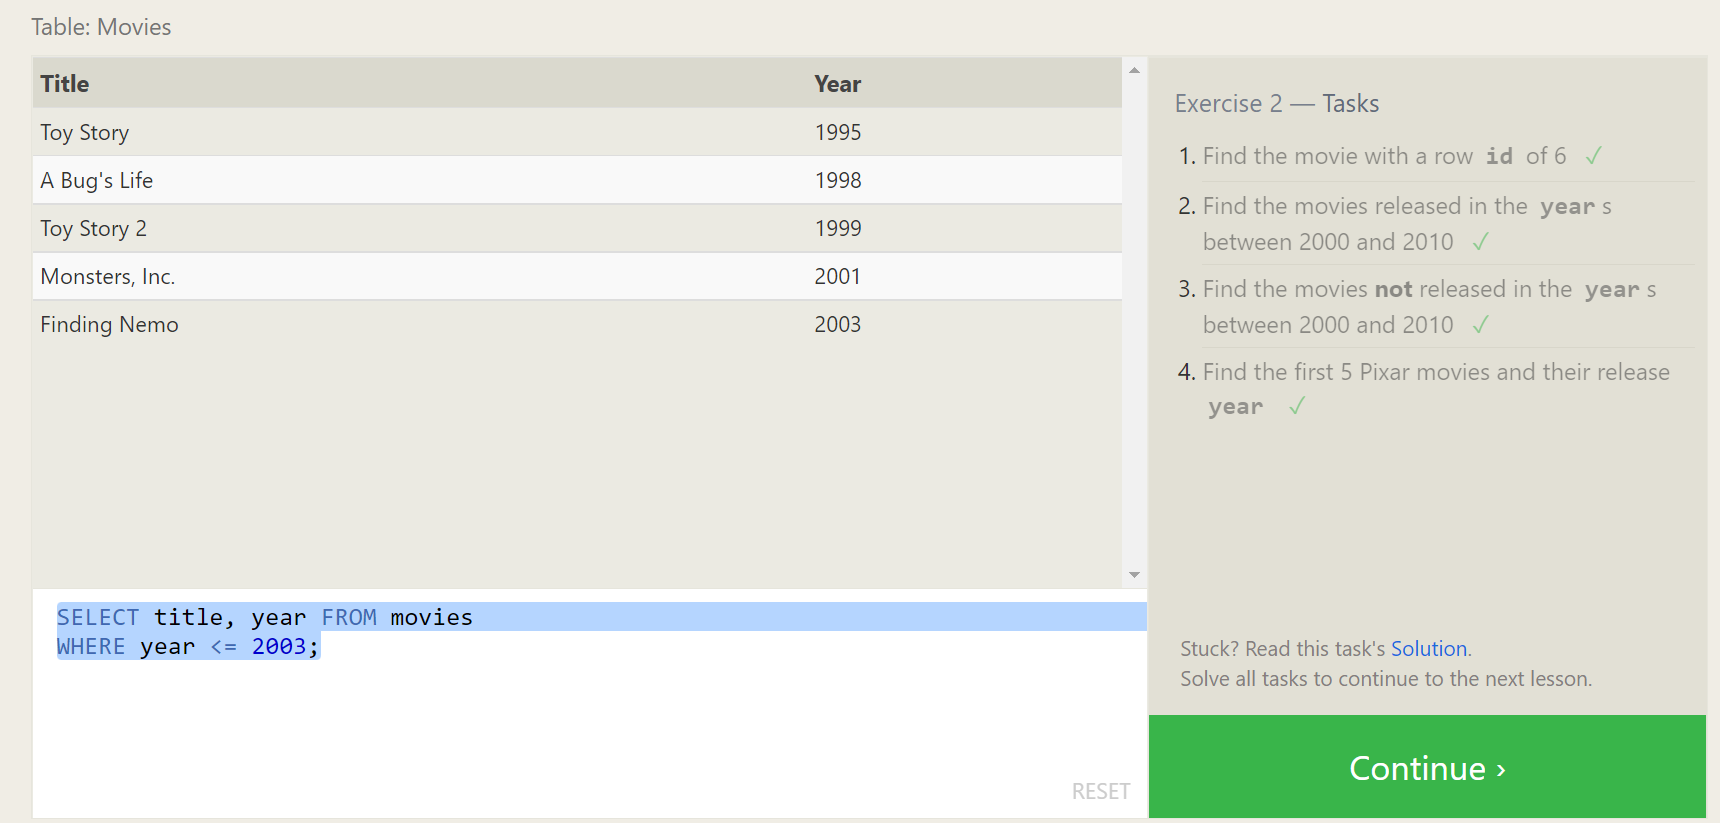 Table: Movies
Title Year
Toy Story 1995
A Bug's Life 1998
Toy Story 2 1999
Monsters, Inc. 2001
Finding Nemo 2003
SELECT title, year FROM movies
WHERE year <= 2003;
RESET
Exercise 2 — Tasks
1. Find the movie with a row id of 6 ✓
2. Find the movies released in the year s
between 2000 and 2010 ✓
3. Find the movies not released in the year s
between 2000 and 2010 ✓
4. Find the first 5 Pixar movies and their release
year ✓
Stuck? Read this task's Solution.
Solve all tasks to continue to the next lesson.
Continue ›